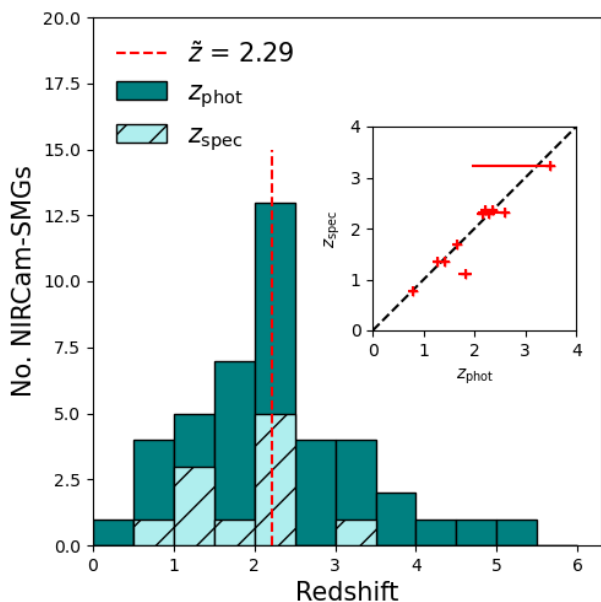 No. NIRCam-SMGs
20.0
17.5
15.0
12.5
10.0
7.5
5.0
2.5
0.0
z̃ = 2.29
z_phot
z_spec
z_spec
4
3
2
1
0
0 1 2 3 4
z_phot
0 1 2 3 4 5 6
Redshift